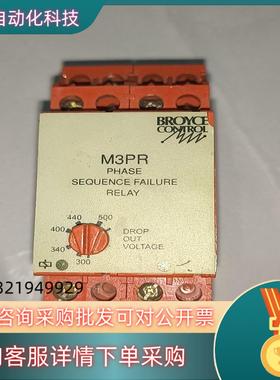 自动化科技
BROYCE
CONTROL
M3PR
PHASE
SEQUENCE FAILURE
RELAY
440 500
400
340
300
DROP
OUT
VOLTAGE
821949929
咨询采购批发可对公开票
客服详情下单采购